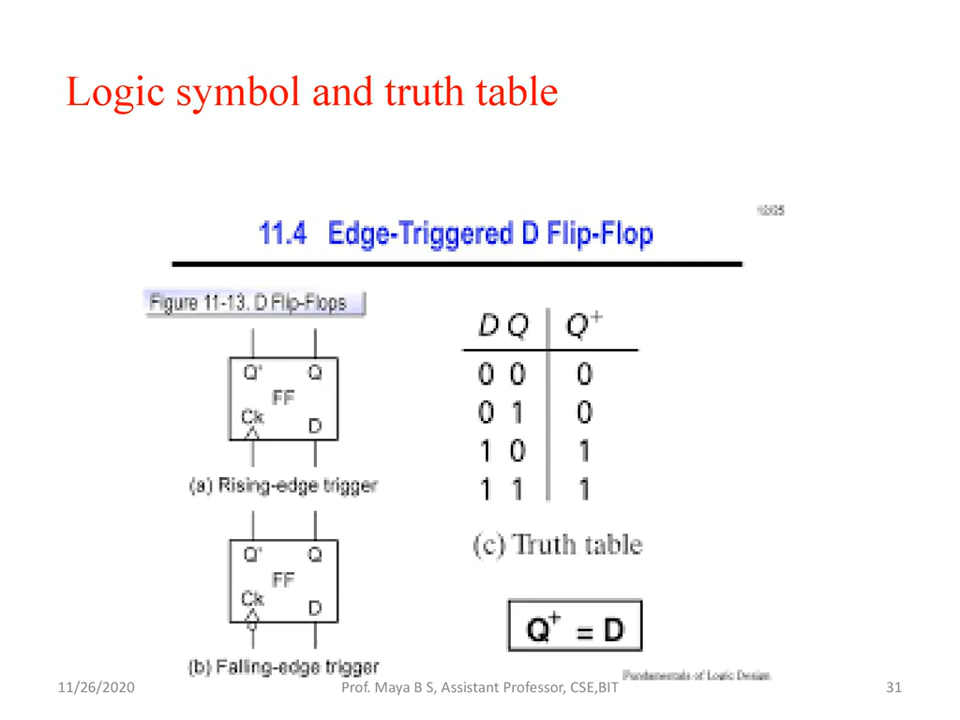 Logic symbol and truth table
11.4 Edge-Triggered D Flip-Flop
Figure 11-13. D Flip-Flops
Q' Q
FF
Ck
D
(a) Rising-edge trigger
Q' Q
FF
Ck
D
(b) Falling-edge trigger
D Q Q⁺
0 0 0
0 1 0
1 0 1
1 1 1
(c) Truth table
Q⁺ = D
Fundamentals of Logic Design
11/26/2020
Prof. Maya B S, Assistant Professor, CSE,BIT
31